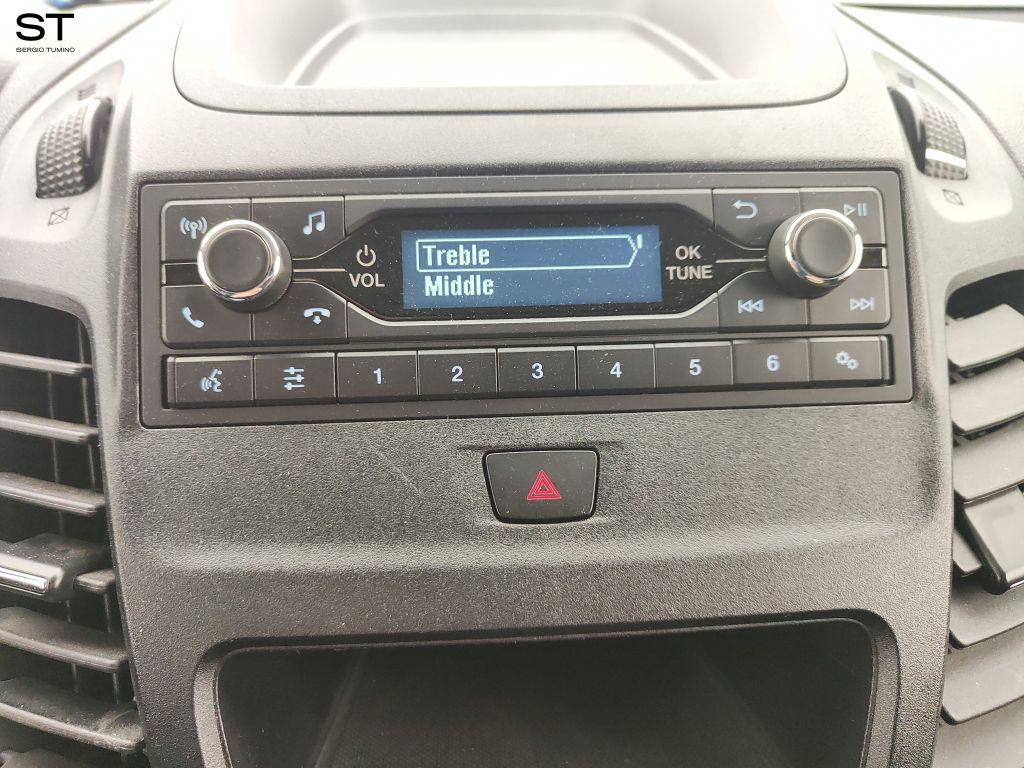 ST
SERGIO TUMINO
VOL
Treble
Middle
OK
TUNE
1 2 3 4 5 6